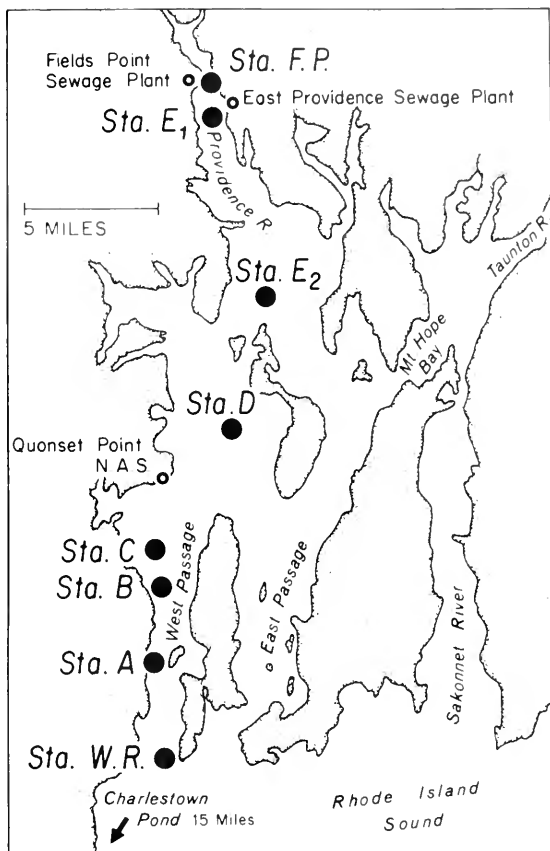 Fields Point
Sewage Plant
Sta. F.P.
East Providence Sewage Plant
Sta. E1
Providence R.
5 MILES
Taunton R.
Sta. E2
Mt Hope
Bay
Sta. D
Quonset Point
N A S
Sta. C
West Passage
Sta. B
East Passage
Sta. A
Sakonnet River
Sta. W.R.
Charlestown
Pond 15 Miles
Rhode Island
Sound